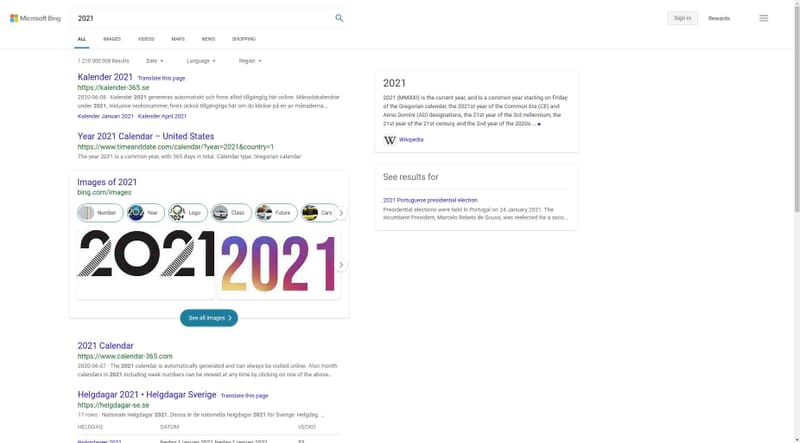 Microsoft Bing
2021
Sign in
Rewards
ALL
IMAGES
VIDEOS
MAPS
NEWS
SHOPPING
1 210 000 000 Results
Date
Language
Region
Kalender 2021 Translate this page
https://kalender-365.se
2020-06-08 · Kalender 2021 genereras automatiskt och finns alltid tillgänglig här online. Månadskalendrar
under 2021, inklusive veckonummer, finns också tillgängliga här om du klickar på en av månaderna...
Kalender Januari 2021 · Kalender April 2021
Year 2021 Calendar – United States
https://www.timeanddate.com/calendar/?year=2021&country=1
The year 2021 is a common year, with 365 days in total. Calendar type: Gregorian calendar
Images of 2021
bing.com/images
Number
Year
Logo
Class
Future
Cars
2021
2021
See all images
2021 Calendar
https://www.calendar-365.com
2020-06-07 · The 2021 calendar is automatically generated and can always be visited online. Also month
calendars in 2021 including week numbers can be viewed at any time by clicking on one of the above...
Helgdagar 2021 • Helgdagar Sverige Translate this page
https://helgdagar-se.se
17 rows · Nationale Helgdagar 2021. Dessa är de nationella helgdagar 2021 för Sverige: Helgdag. ...
HELGDAG
DATUM
VECKO
2021
2021 (MMXXI) is the current year, and is a common year starting on Friday
of the Gregorian calendar, the 2021st year of the Common Era (CE) and
Anno Domini (AD) designations, the 21st year of the 3rd millennium, the
21st year of the 21st century, and the 2nd year of the 2020s ...
W Wikipedia
See results for
2021 Portuguese presidential election
Presidential elections were held in Portugal on 24 January 2021. The
incumbent President, Marcelo Rebelo de Sousa, was reelected for a seco...